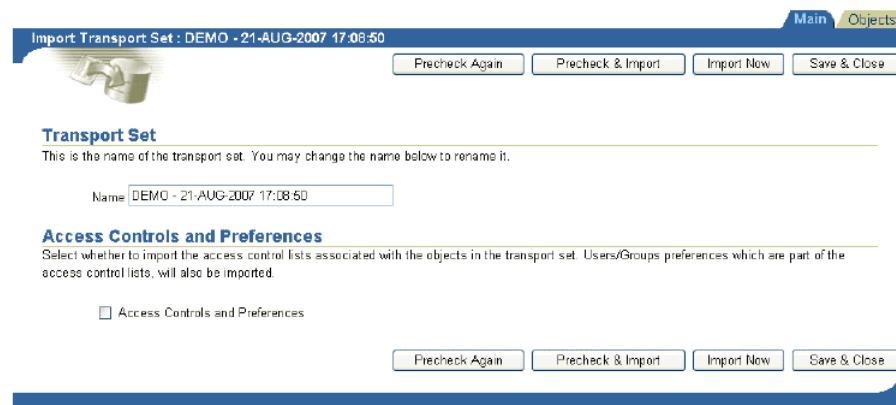 Main Objects
Import Transport Set : DEMO - 21-AUG-2007 17:08:50
Precheck Again Precheck & Import Import Now Save & Close
Transport Set
This is the name of the transport set. You may change the name below to rename it.
Name DEMO - 21-AUG-2007 17:08:50
Access Controls and Preferences
Select whether to import the access control lists associated with the objects in the transport set. Users/Groups preferences which are part of the
access control lists, will also be imported.
Access Controls and Preferences
Precheck Again Precheck & Import Import Now Save & Close